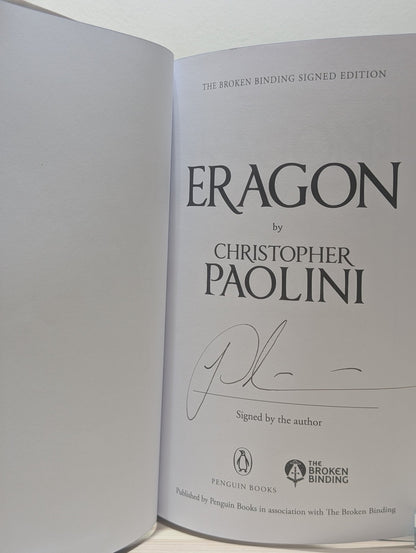 THE BROKEN BINDING SIGNED EDITION
ERAGON
by
CHRISTOPHER
PAOLINI
Signed by the author
PENGUIN BOOKS
THE
BROKEN
BINDING
Published by Penguin Books in association with The Broken Binding